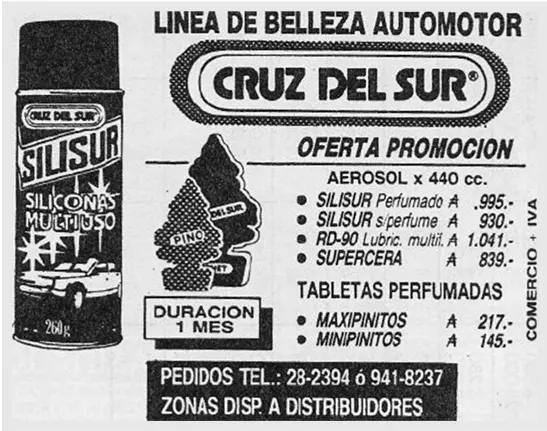 LINEA DE BELLEZA AUTOMOTOR
CRUZ DEL SUR®
CRUZ DEL SUR
SILISUR
SILICONAS
MULTIUSO
260g
PINO
DEL SUR
OFERTA PROMOCION
AEROSOL x 440 cc.
• SILISUR Perfumado ₳ .995.-
• SILISUR s/perfume ₳ 930.-
• RD-90 Lubric. multif. ₳ 1.041.-
• SUPERCERA ₳ 839.-
TABLETAS PERFUMADAS
• MAXIPINITOS ₳ 217.-
• MINIPINITOS ₳ 145.-
COMERCIO + IVA
DURACION
1 MES
PEDIDOS TEL.: 28-2394 ó 941-8237
ZONAS DISP. A DISTRIBUIDORES